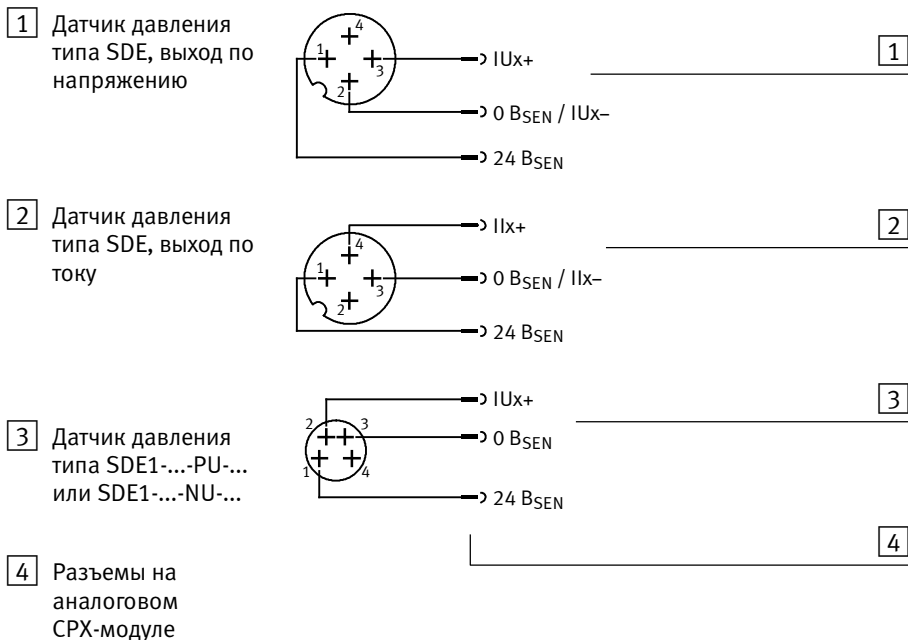 1 Датчик давления
типа SDE, выход по
напряжению
4
1
3
2
IUx+
0 BSEN / IUx–
24 BSEN
1
2 Датчик давления
типа SDE, выход по
току
4
1
3
2
IIx+
0 BSEN / IIx–
24 BSEN
2
3 Датчик давления
типа SDE1-...-PU-...
или SDE1-...-NU-...
2
3
1
4
IUx+
0 BSEN
24 BSEN
3
4
4 Разъемы на
аналоговом
CPX-модуле